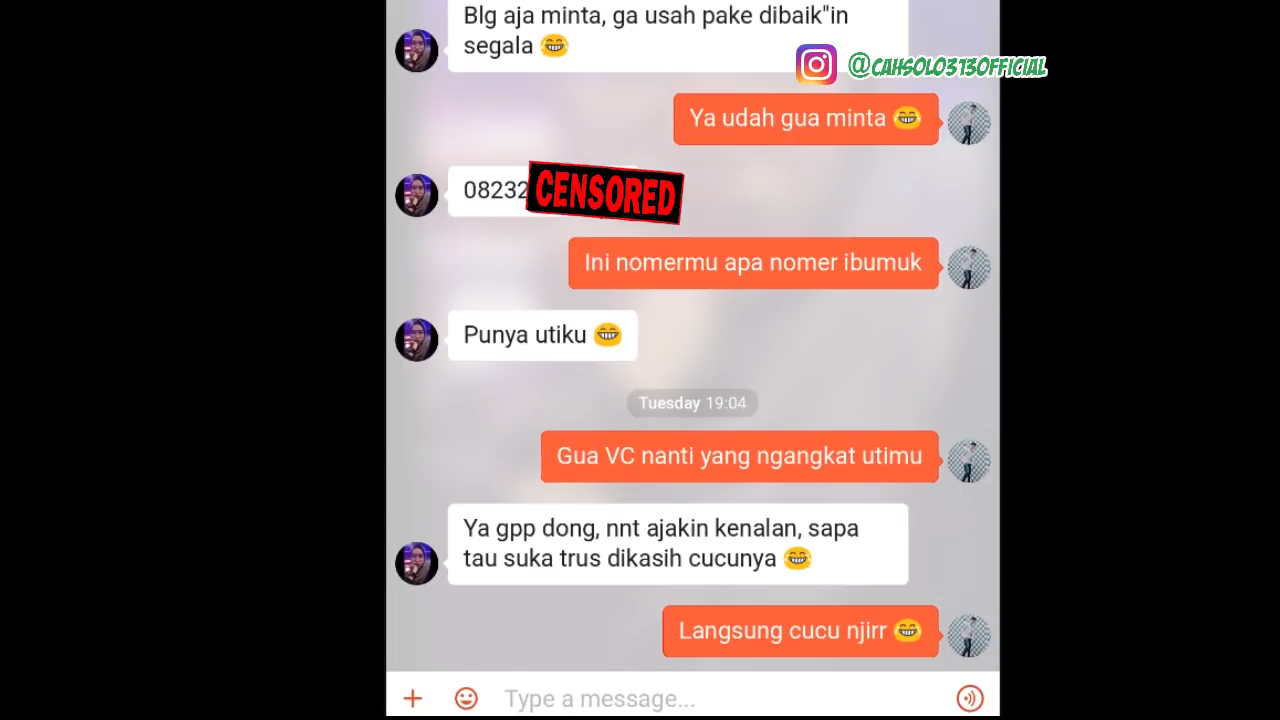 Blg aja minta, ga usah pake dibaik"in
segala 😂
@CAHSOLO313OFFICIAL
Ya udah gua minta 😂
08232
CENSORED
Ini nomermu apa nomer ibumuk
Punya utiku 😂
Tuesday 19:04
Gua VC nanti yang ngangkat utimu
Ya gpp dong, nnt ajakin kenalan, sapa
tau suka trus dikasih cucunya 😂
Langsung cucu njirr 😂
Type a message...